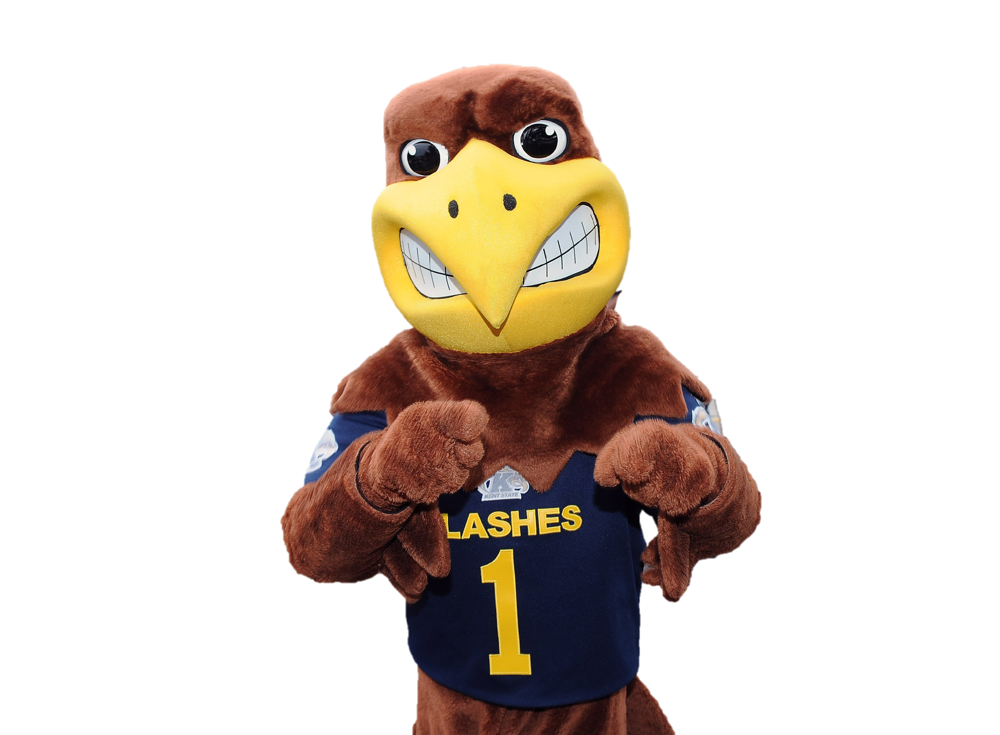 KENT STATE
LASHES
1